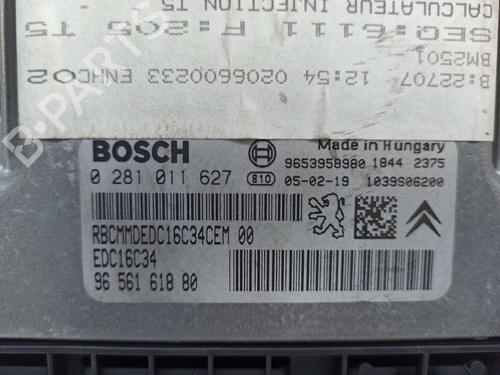 B:22707 12:54 0206600233 ENHC02
BM2501
SEQ:6111 F:205 T5
CALCULATEUR INJECTION T5
B-PARTS
BOSCH
Made in Hungary
9653958980 1844 2375
0 281 011 627 810 05-02-19 1039S06200
RBCMMDEDC16C34CEM 00
EDC16C34
96 561 618 80